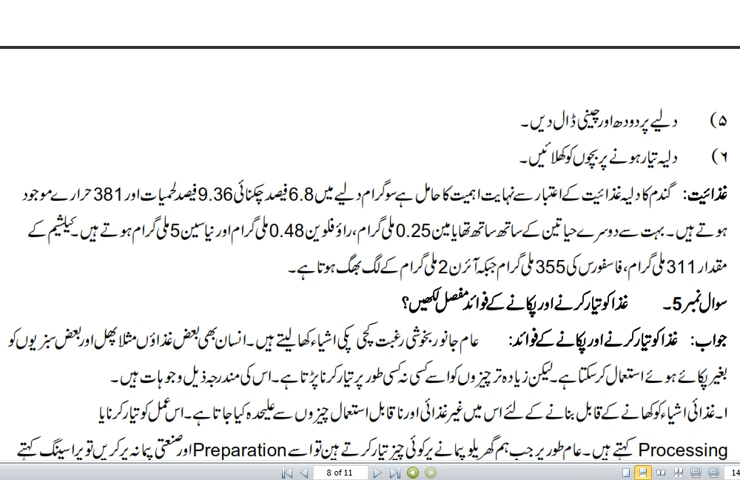 ۵) دلیے پر دودھ اور چینی ڈال دیں۔
۶) دلیہ تیار ہونے پر بچوں کو کھلائیں۔
غذائیت: گندم کا دلیہ غذائیت کے اعتبار سے نہایت اہمیت کا حامل ہے سو گرام دلیے میں 6.8 فیصد چکنائی 9.36 فیصد لحمیات اور 381 حرارے موجود
ہوتے ہیں۔ بہت سے دوسرے حیاتین کے ساتھ ساتھ تھایامین 0.25 ملی گرام، رائوفلوین 0.48 ملی گرام اور نیاسین 5 ملی گرام ہوتے ہیں۔ کیلشیم کے
مقدار 311 ملی گرام، فاسفورس کی 355 ملی گرام جبکہ آئرن 2 ملی گرام کے لگ بھگ ہوتا ہے۔
سوال نمبر 5۔ غذا کو تیار کرنے اور پکانے کے فوائد مفصل لکھیں؟
جواب: غذا کو تیار کرنے اور پکانے کے فوائد: عام جانور بخوشی رغبت کچی پکی اشیاء کھا لیتے ہیں۔ انسان بھی بعض غذاؤں مثلا پھل اور بعض سبزیوں کو
بغیر پکائے ہوئے استعمال کر سکتا ہے۔ لیکن زیادہ تر چیزوں کو اسے کسی نہ کسی طور پر تیار کرنا پڑتا ہے۔ اس کی مندرجہ ذیل وجوہات ہیں۔
ا۔ غذائی اشیاء کو کھانے کے قابل بنانے کے لئے اس میں غیر غذائی اور نا قابل استعمال چیزوں سے علیحدہ کیا جاتا ہے۔ اس عمل کو تیار کرنا یا
Processing کہتے ہیں۔ عام طور پر جب ہم گھریلو پیمانے پر کوئی چیز تیار کرتے ہین تو اسے Preparation اور صنعتی پیمانہ پر کریں تو پراسینگ کہتے
8 of 11
14